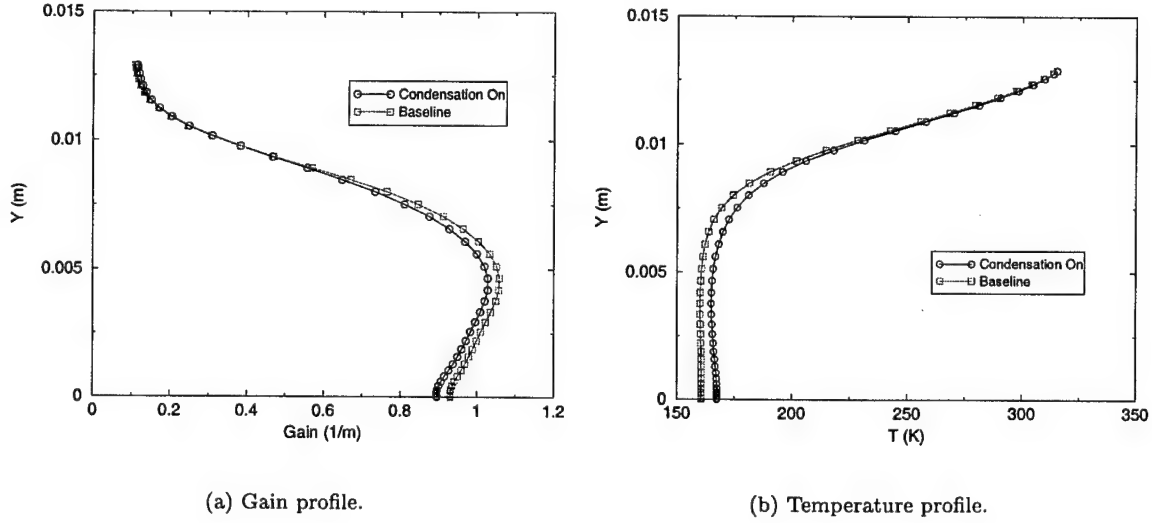 0.015
0.01
0.005
0
Y (m)
Condensation On
Baseline
0 0.2 0.4 0.6 0.8 1 1.2
Gain (1/m)
(a) Gain profile.
0.015
0.01
0.005
0
Y (m)
Condensation On
Baseline
150 200 250 300 350
T (K)
(b) Temperature profile.